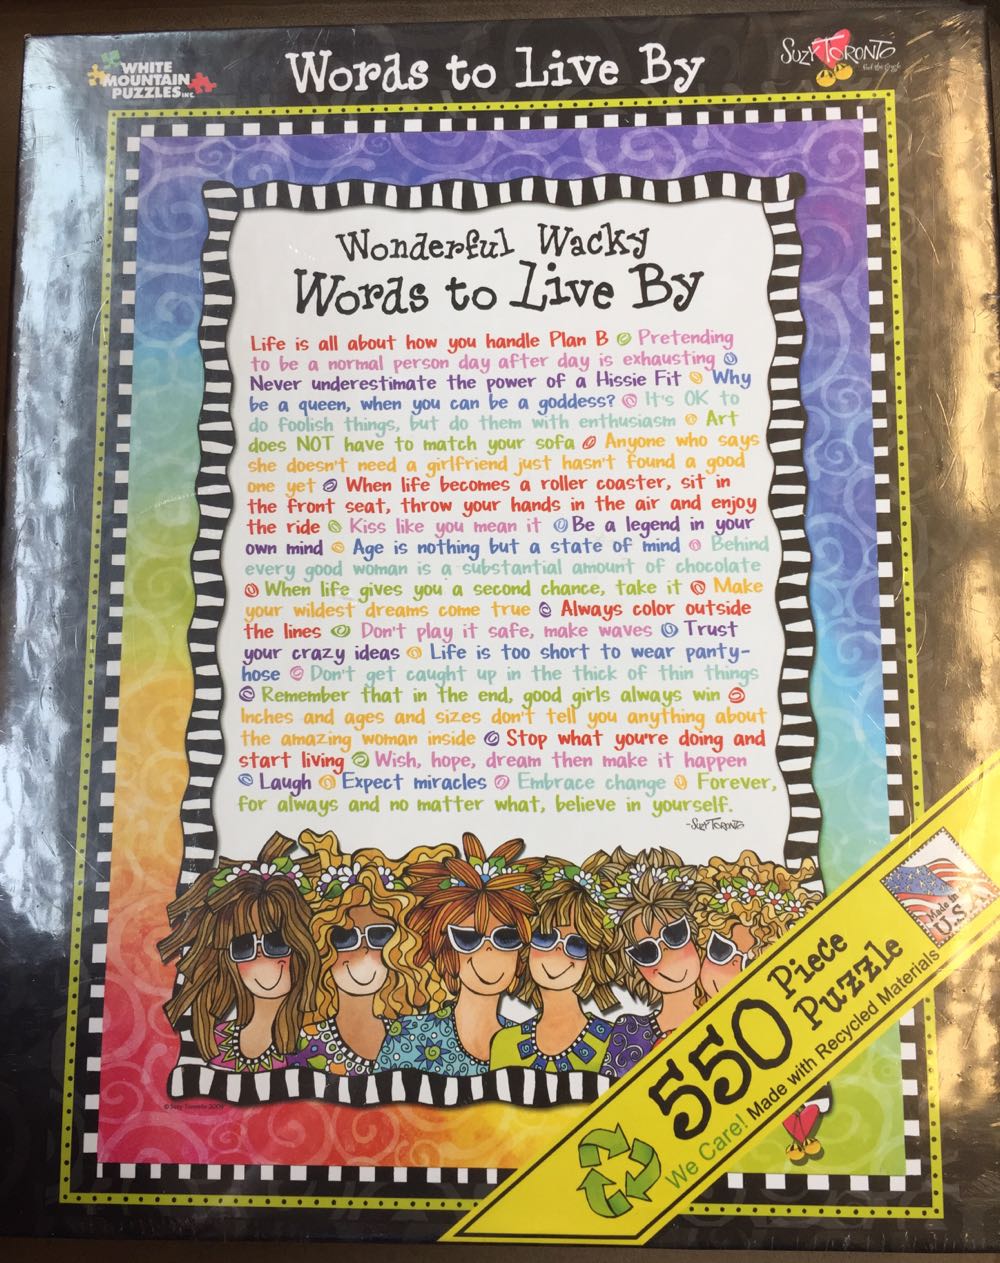 WHITE
MOUNTAIN
PUZZLES INC.
Words to Live By
SUZY TORONTO
Wonderful Wacky
Words to Live By
Life is all about how you handle Plan B Pretending
to be a normal person day after day is exhausting
Never underestimate the power of a Hissie Fit Why
be a queen, when you can be a goddess? It's OK to
do foolish things, but do them with enthusiasm Art
does NOT have to match your sofa Anyone who says
she doesn't need a girlfriend just hasn't found a good
one yet When life becomes a roller coaster, sit in
the front seat, throw your hands in the air and enjoy
the ride Kiss like you mean it Be a legend in your
own mind Age is nothing but a state of mind Behind
every good woman is a substantial amount of chocolate
When life gives you a second chance, take it Make
your wildest dreams come true Always color outside
the lines Don't play it safe, make waves Trust
your crazy ideas Life is too short to wear panty-
hose Don't get caught up in the thick of thin things
Remember that in the end, good girls always win
Inches and ages and sizes don't tell you anything about
the amazing woman inside Stop what you're doing and
start living Wish, hope, dream then make it happen
Laugh Expect miracles Embrace change Forever,
for always and no matter what, believe in yourself.
-SUZY TORONTO
Made in
U.S.A.
550 Piece
Puzzle
We Care! Made with Recycled Materials
© Suzy Toronto 2009